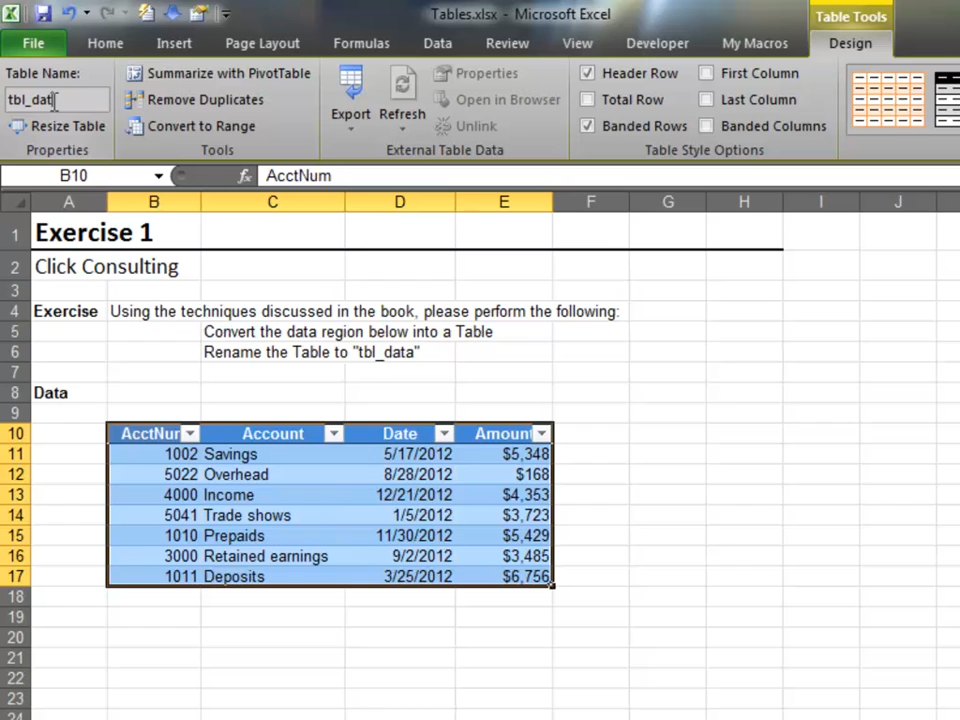 Tables.xlsx - Microsoft Excel
Table Tools
File Home Insert Page Layout Formulas Data Review View Developer My Macros Design
Table Name: Summarize with PivotTable Properties Header Row First Column
tbl_dat Remove Duplicates Export Refresh Open in Browser Total Row Last Column
Resize Table Convert to Range Unlink Banded Rows Banded Columns
Properties Tools External Table Data Table Style Options
B10 fx AcctNum
A B C D E F G H I J
1 Exercise 1
2 Click Consulting
3
4 Exercise Using the techniques discussed in the book, please perform the following:
5 Convert the data region below into a Table
6 Rename the Table to "tbl_data"
7
8 Data
9
10 AcctNum Account Date Amount
11 1002 Savings 5/17/2012 $5,348
12 5022 Overhead 8/28/2012 $168
13 4000 Income 12/21/2012 $4,353
14 5041 Trade shows 1/5/2012 $3,723
15 1010 Prepaids 11/30/2012 $5,429
16 3000 Retained earnings 9/2/2012 $3,485
17 1011 Deposits 3/25/2012 $6,756
18
19
20
21
22
23
24